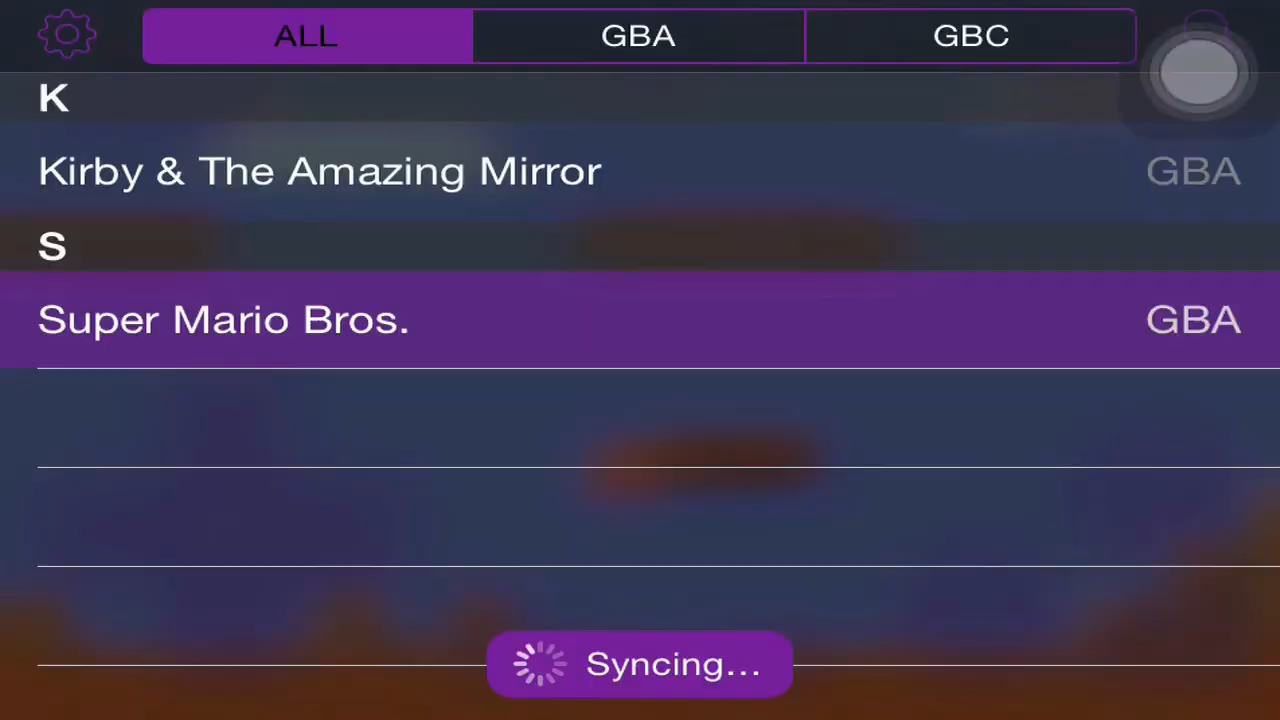 ALL
GBA
GBC
K
Kirby & The Amazing Mirror
GBA
S
Super Mario Bros.
GBA
Syncing...